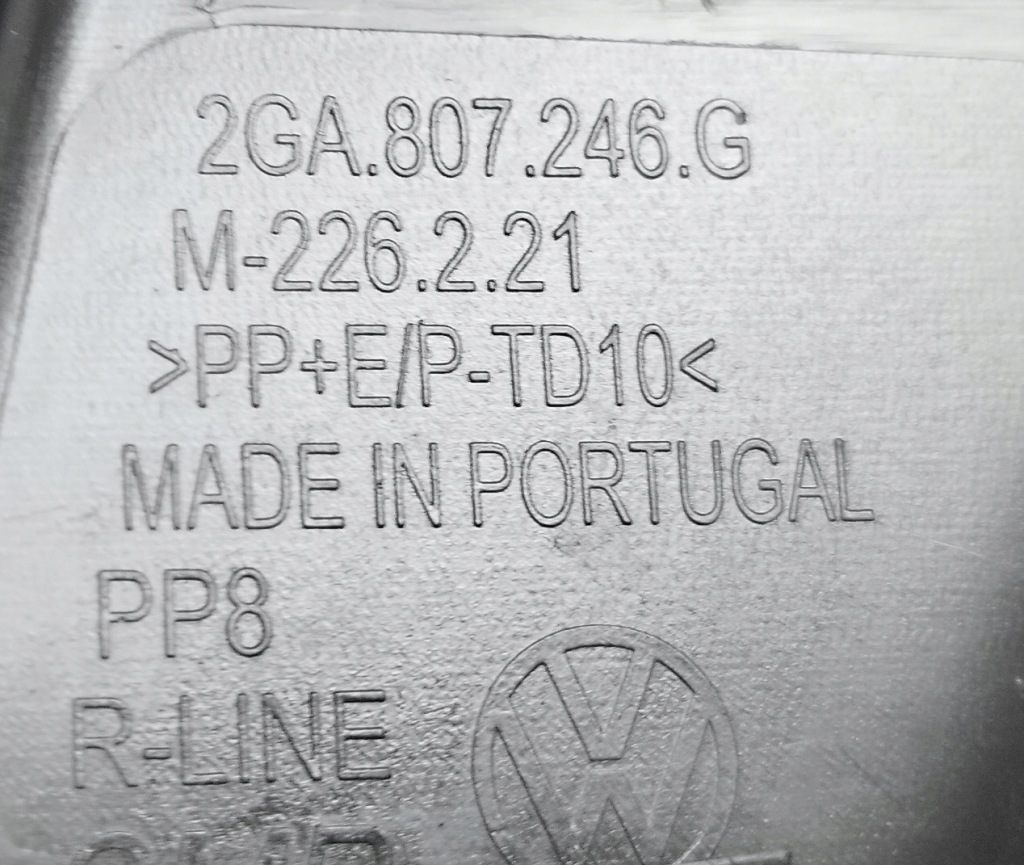 2GA.807.246.G
M-226.2.21
>PP+E/P-TD10<
MADE IN PORTUGAL
PP8
R-LINE